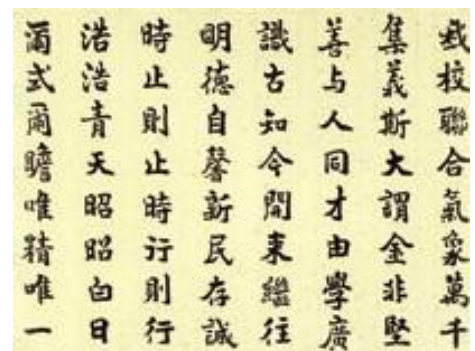 我校聯合氣象萬千
集義斯大謂金非堅
善与人同才由學廣
識古知今開來繼往
明德自馨新民存誠
時止則止時行則行
浩浩青天昭昭白日
爾式爾瞻唯精唯一